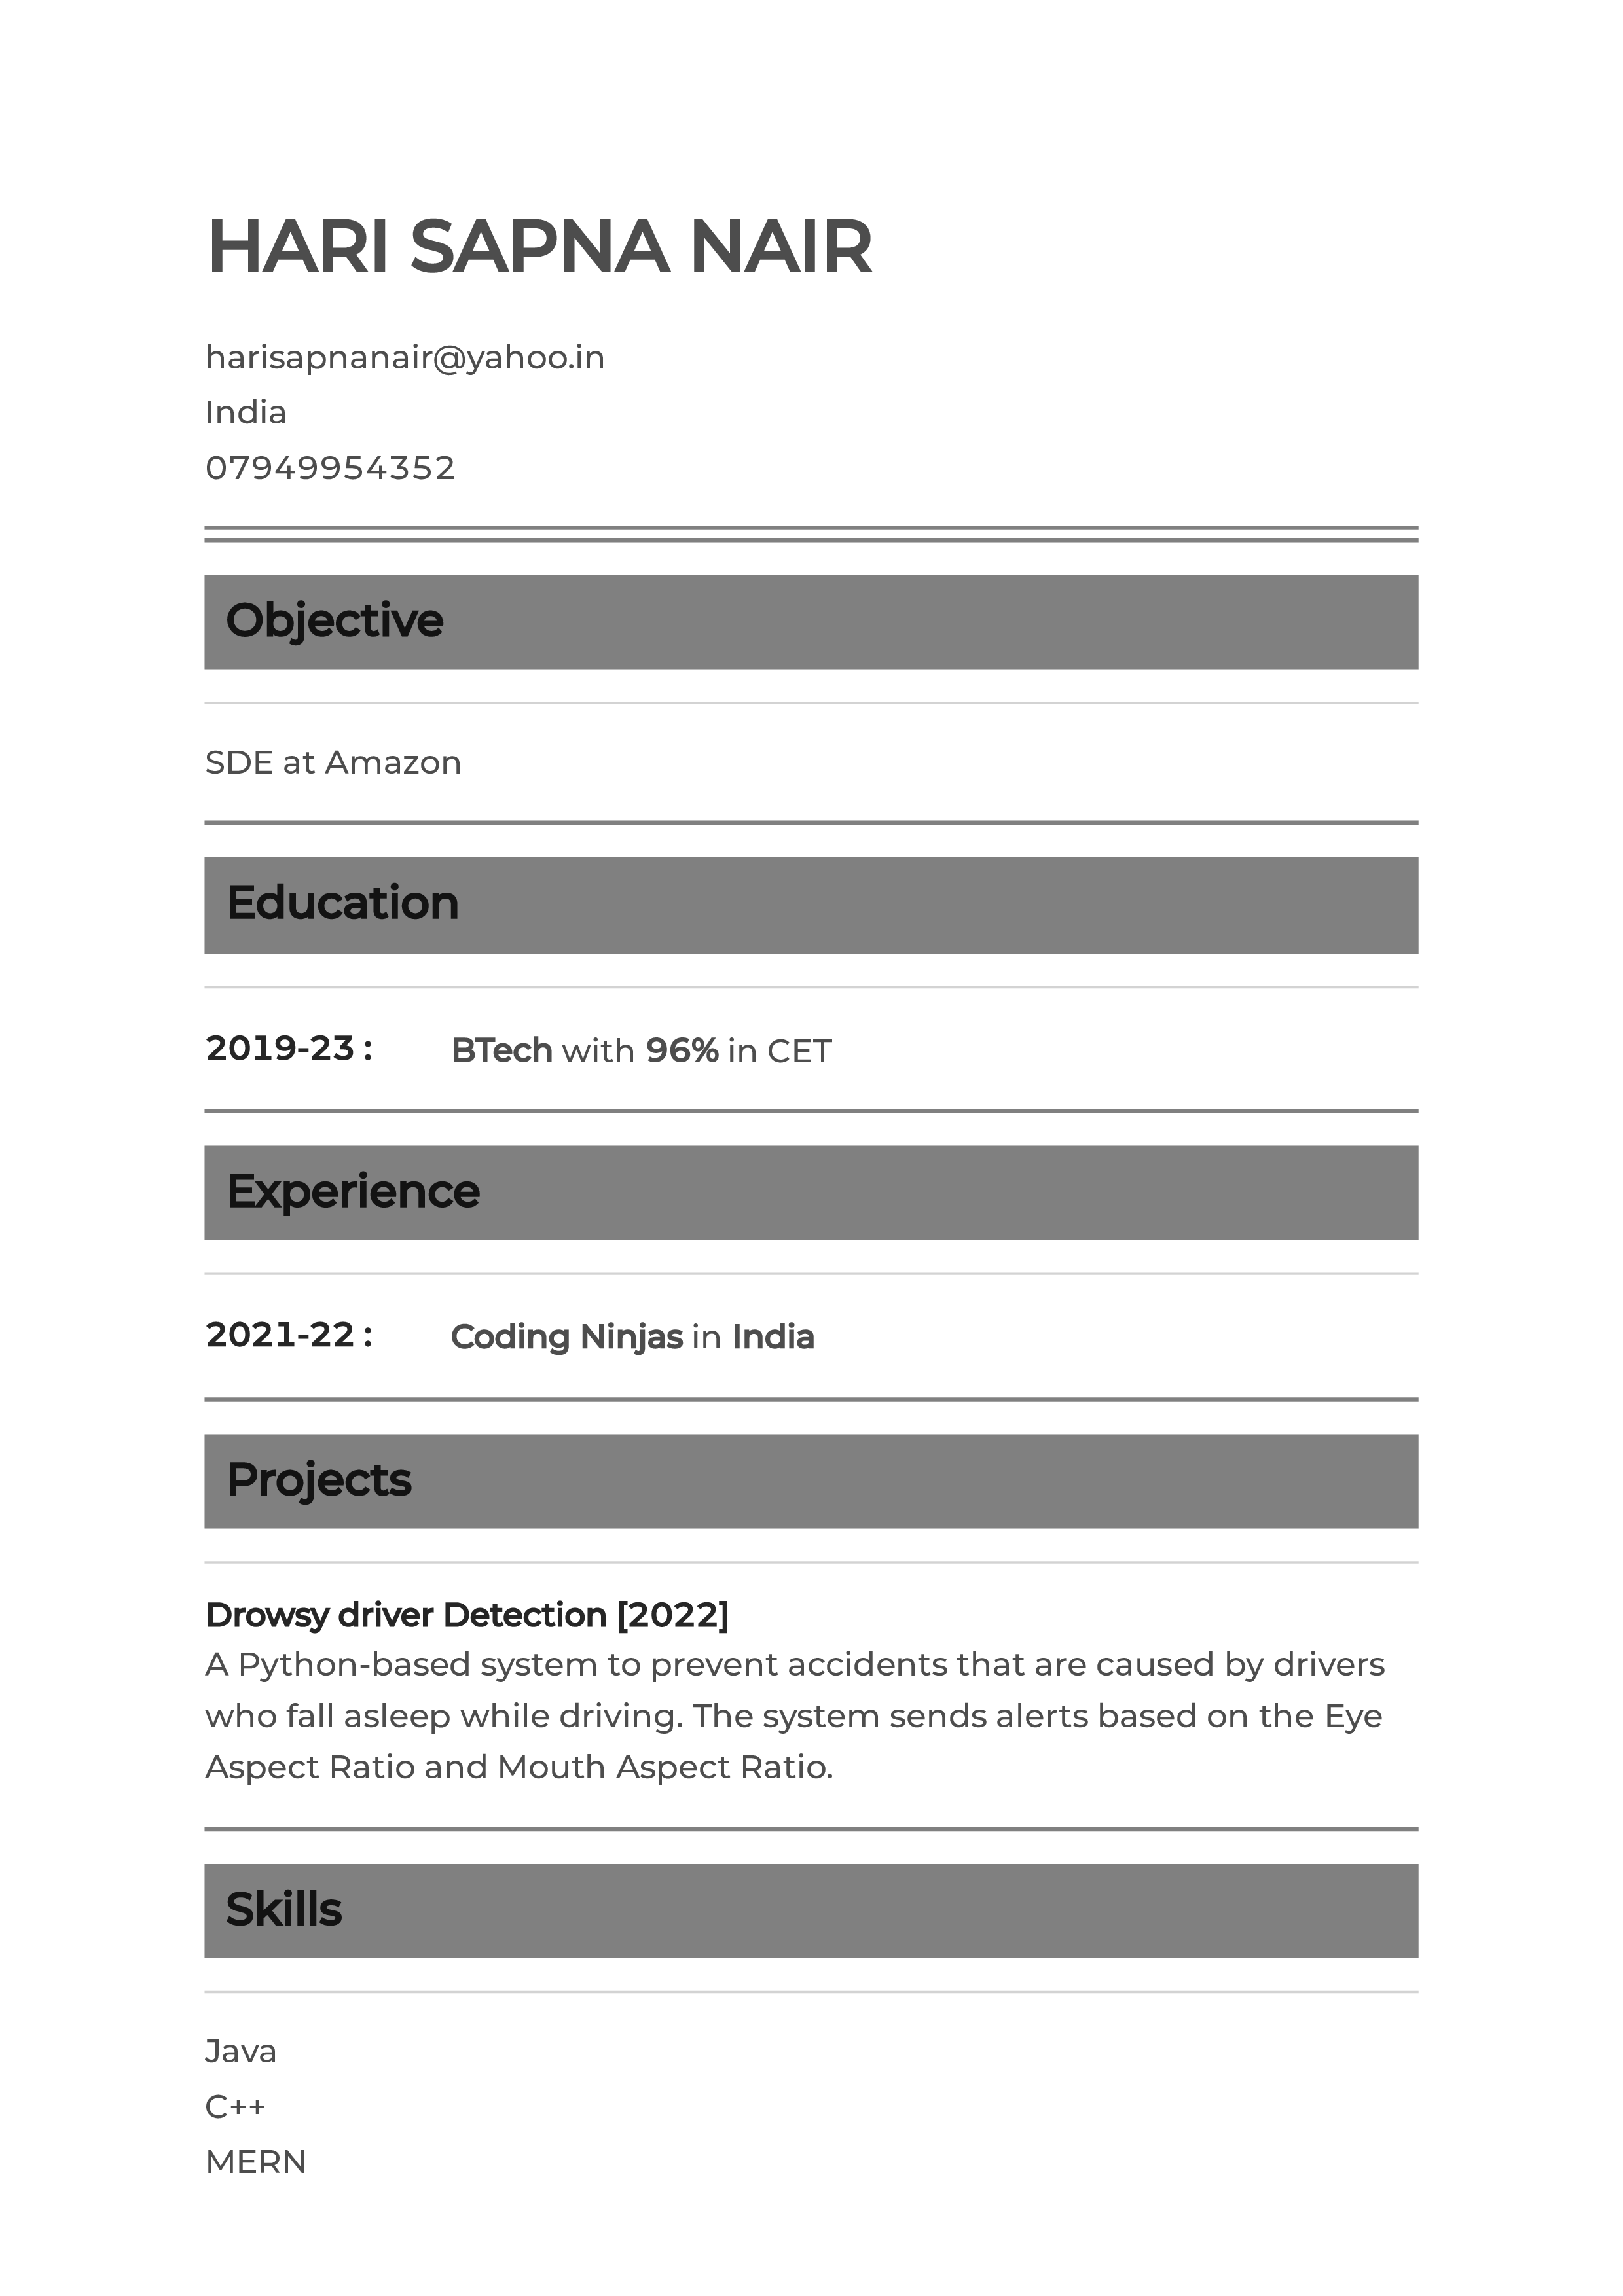 HARI SAPNA NAIR
harisapnanair@yahoo.in
India
07949954352
Objective
SDE at Amazon
Education
2019-23 : BTech with 96% in CET
Experience
2021-22 : Coding Ninjas in India
Projects
Drowsy driver Detection [2022]
A Python-based system to prevent accidents that are caused by drivers
who fall asleep while driving. The system sends alerts based on the Eye
Aspect Ratio and Mouth Aspect Ratio.
Skills
Java
C++
MERN